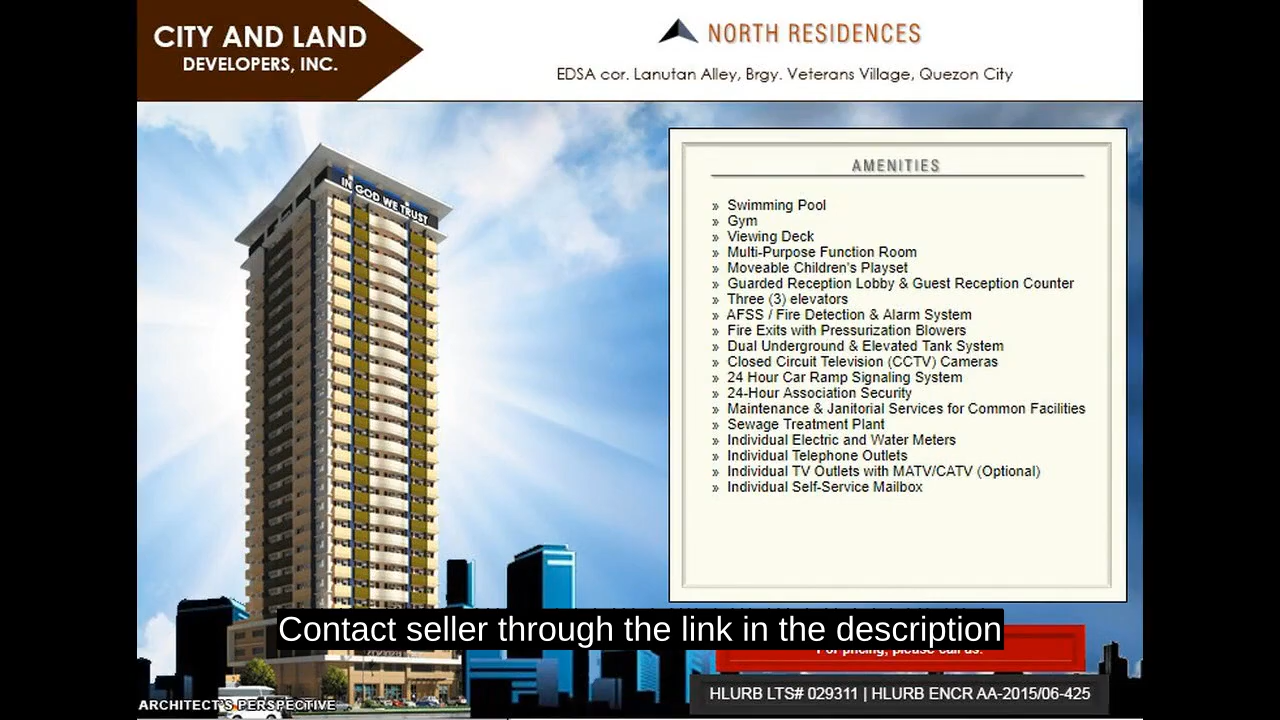 CITY AND LAND
DEVELOPERS, INC.
NORTH RESIDENCES
EDSA cor. Lanutan Alley, Brgy. Veterans Village, Quezon City
IN GOD WE TRUST
AMENITIES
» Swimming Pool
» Gym
» Viewing Deck
» Multi-Purpose Function Room
» Moveable Children's Playset
» Guarded Reception Lobby & Guest Reception Counter
» Three (3) elevators
» AFSS / Fire Detection & Alarm System
» Fire Exits with Pressurization Blowers
» Dual Underground & Elevated Tank System
» Closed Circuit Television (CCTV) Cameras
» 24 Hour Car Ramp Signaling System
» 24-Hour Association Security
» Maintenance & Janitorial Services for Common Facilities
» Sewage Treatment Plant
» Individual Electric and Water Meters
» Individual Telephone Outlets
» Individual TV Outlets with MATV/CATV (Optional)
» Individual Self-Service Mailbox
Contact seller through the link in the description
For pricing, please call us.
HLURB LTS# 029311 | HLURB ENCR AA-2015/06-425
ARCHITECT'S PERSPECTIVE